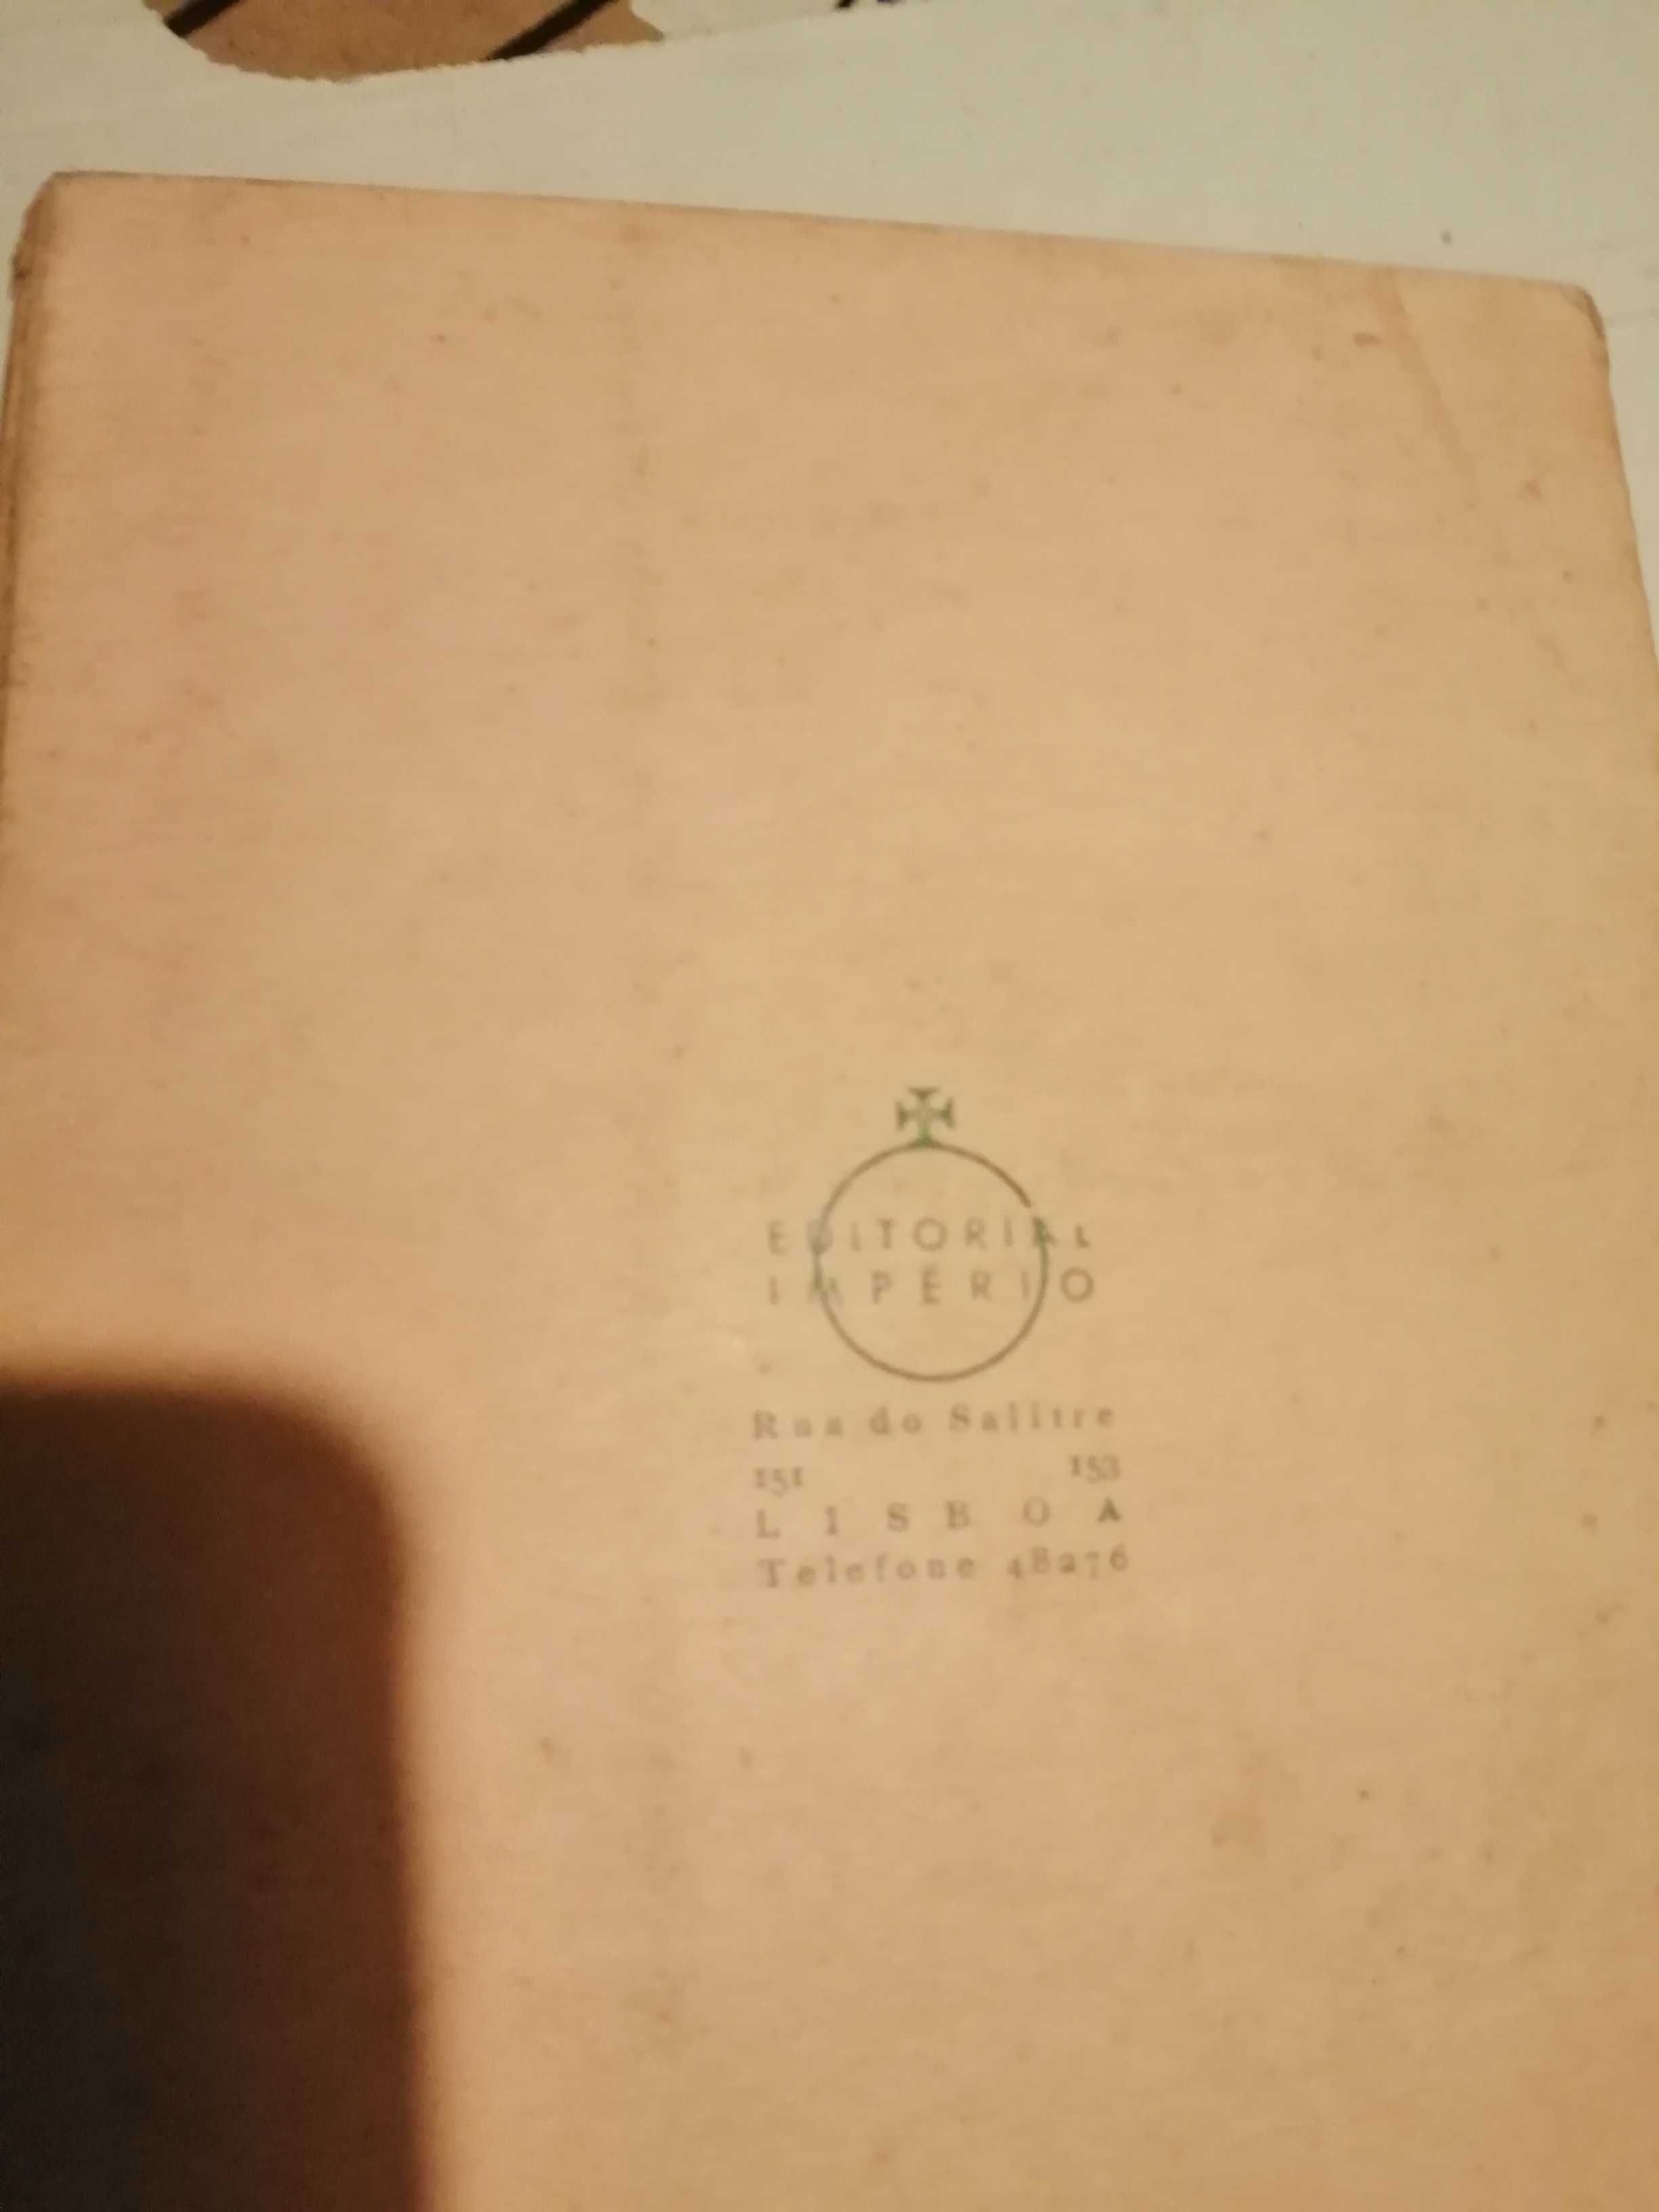 EDITORIAL
IMPÉRIO
Rua do Salitre
151 153
LISBOA
Telefone 48276